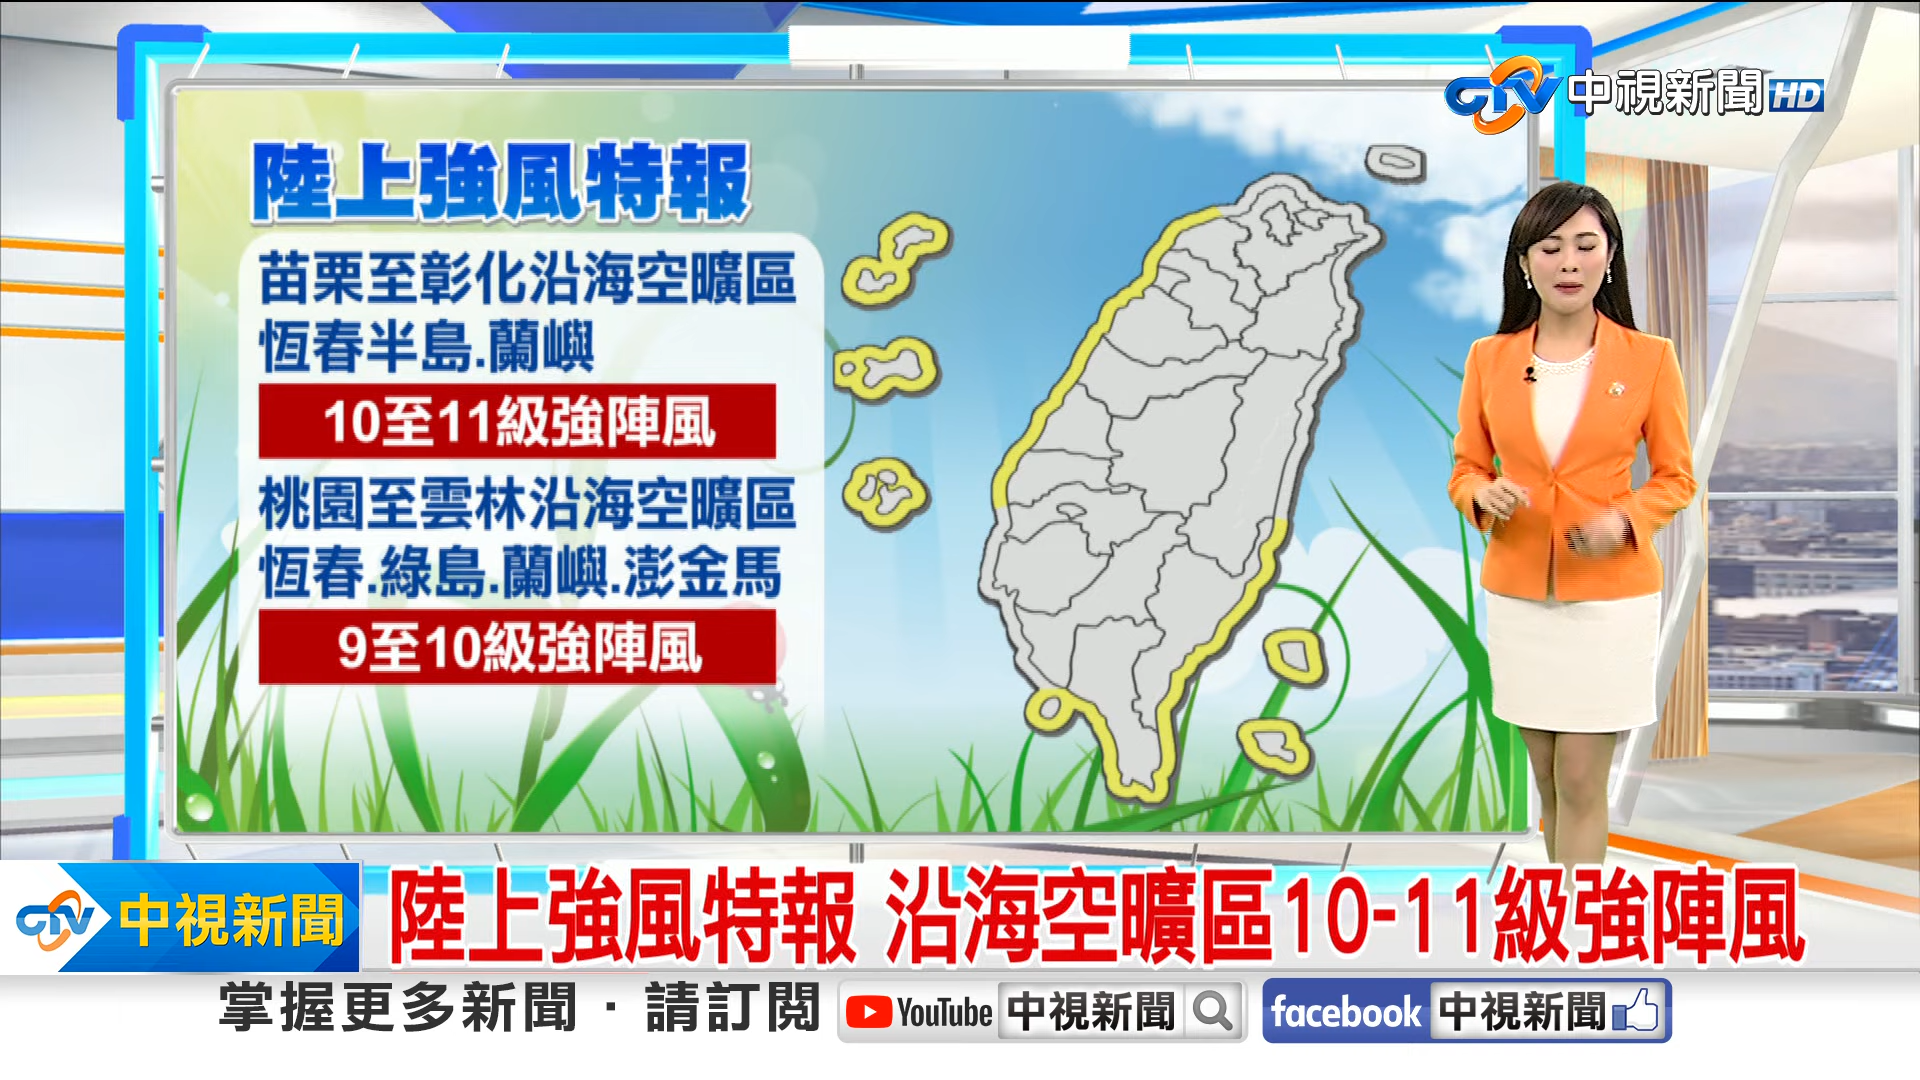 CTV 中視新聞 HD
陸上強風特報
苗栗至彰化沿海空曠區
恆春半島.蘭嶼
10至11級強陣風
桃園至雲林沿海空曠區
恆春.綠島.蘭嶼.澎金馬
9至10級強陣風
CTV 中視新聞
陸上強風特報 沿海空曠區10-11級強陣風
掌握更多新聞・請訂閱 YouTube 中視新聞 facebook 中視新聞